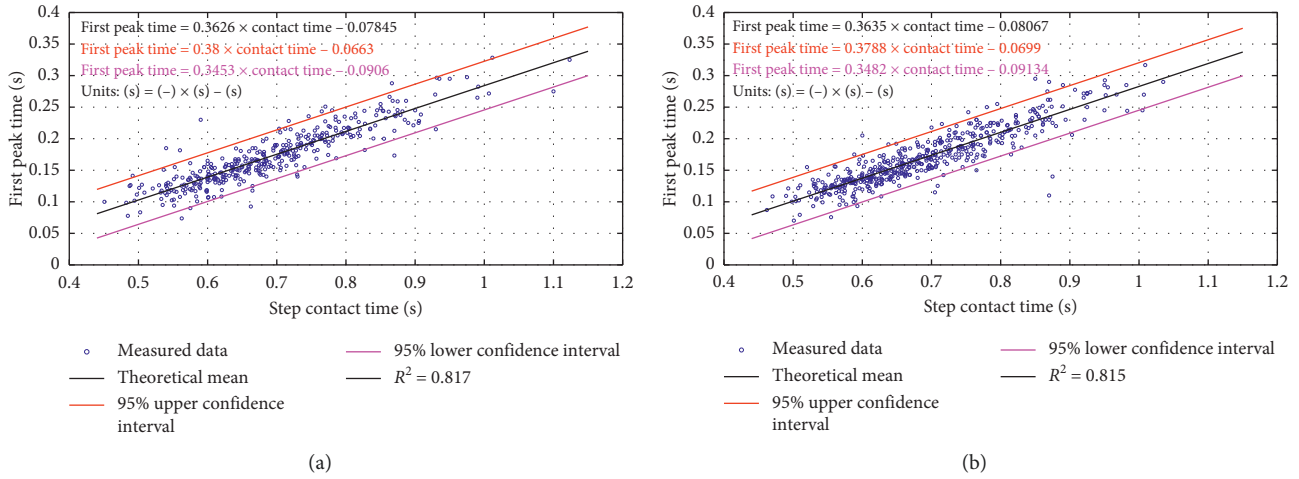 First peak time = 0.3626 × contact time – 0.07845
First peak time = 0.38 × contact time – 0.0663
First peak time = 0.3453 × contact time – 0.0906
Units: (s) = (–) × (s) – (s)
0.4
0.35
0.3
0.25
0.2
0.15
0.1
0.05
0
First peak time (s)
0.4 0.5 0.6 0.7 0.8 0.9 1 1.1 1.2
Step contact time (s)
Measured data
Theoretical mean
95% upper confidence
interval
95% lower confidence interval
R² = 0.817
(a)
First peak time = 0.3635 × contact time – 0.08067
First peak time = 0.3788 × contact time – 0.0699
First peak time = 0.3482 × contact time – 0.09134
Units: (s) = (–) × (s) – (s)
0.4
0.35
0.3
0.25
0.2
0.15
0.1
0.05
0
First peak time (s)
0.4 0.5 0.6 0.7 0.8 0.9 1 1.1 1.2
Step contact time (s)
Measured data
Theoretical mean
95% upper confidence
interval
95% lower confidence interval
R² = 0.815
(b)